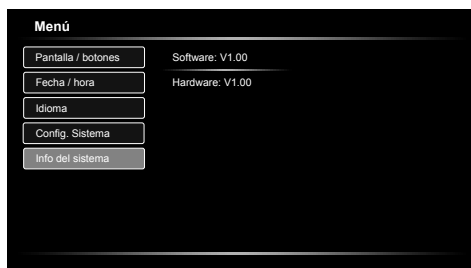 Menú
Pantalla / botones
Software: V1.00
Fecha / hora
Hardware: V1.00
Idioma
Config. Sistema
Info del sistema